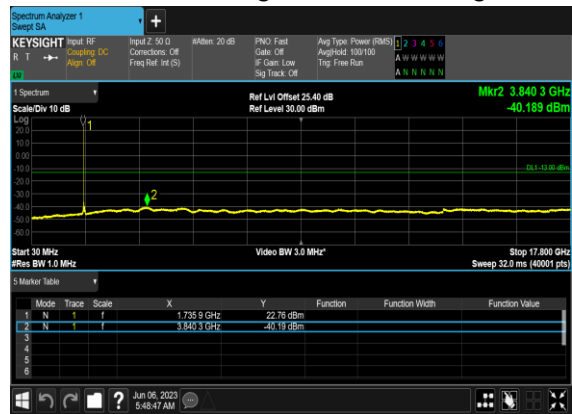 Spectrum Analyzer 1
Swept SA
KEYSIGHT Input: RF Input Z: 50 Ω #Atten: 20 dB PNO: Fast Avg Type: Power (RMS) 1 2 3 4 5 6
R T Coupling: DC Corrections: Off Gate: Off Avg|Hold: 100/100 A W W W W W
Align: Off Freq Ref: Int (S) IF Gain: Low Trig: Free Run
LXI Sig Track: Off A N N N N N
1 Spectrum Ref Lvl Offset 25.40 dB Mkr2 3.840 3 GHz
Scale/Div 10 dB Ref Level 30.00 dBm -40.189 dBm
Log
20.0 1
10.0
0.00
-10.0 DL1 -13.00 dBm
-20.0
-30.0 2
-40.0
-50.0
-60.0
Start 30 MHz Video BW 3.0 MHz* Stop 17.800 GHz
#Res BW 1.0 MHz Sweep 32.0 ms (40001 pts)
5 Marker Table
Mode Trace Scale X Y Function Function Width Function Value
1 N 1 f 1.735 9 GHz 22.76 dBm
2 N 1 f 3.840 3 GHz -40.19 dBm
3
4
5
6
? Jun 06, 2023
5:48:47 AM